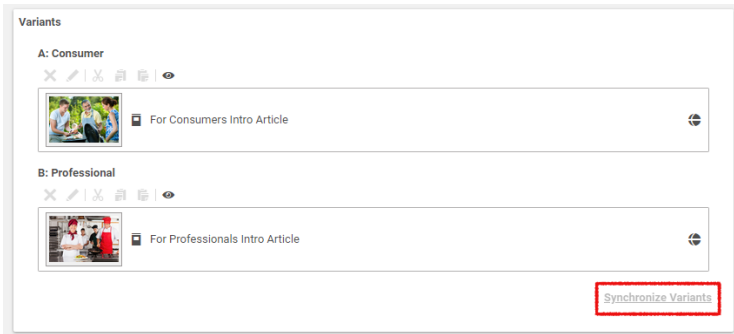 Variants
A: Consumer
For Consumers Intro Article
B: Professional
For Professionals Intro Article
Synchronize Variants